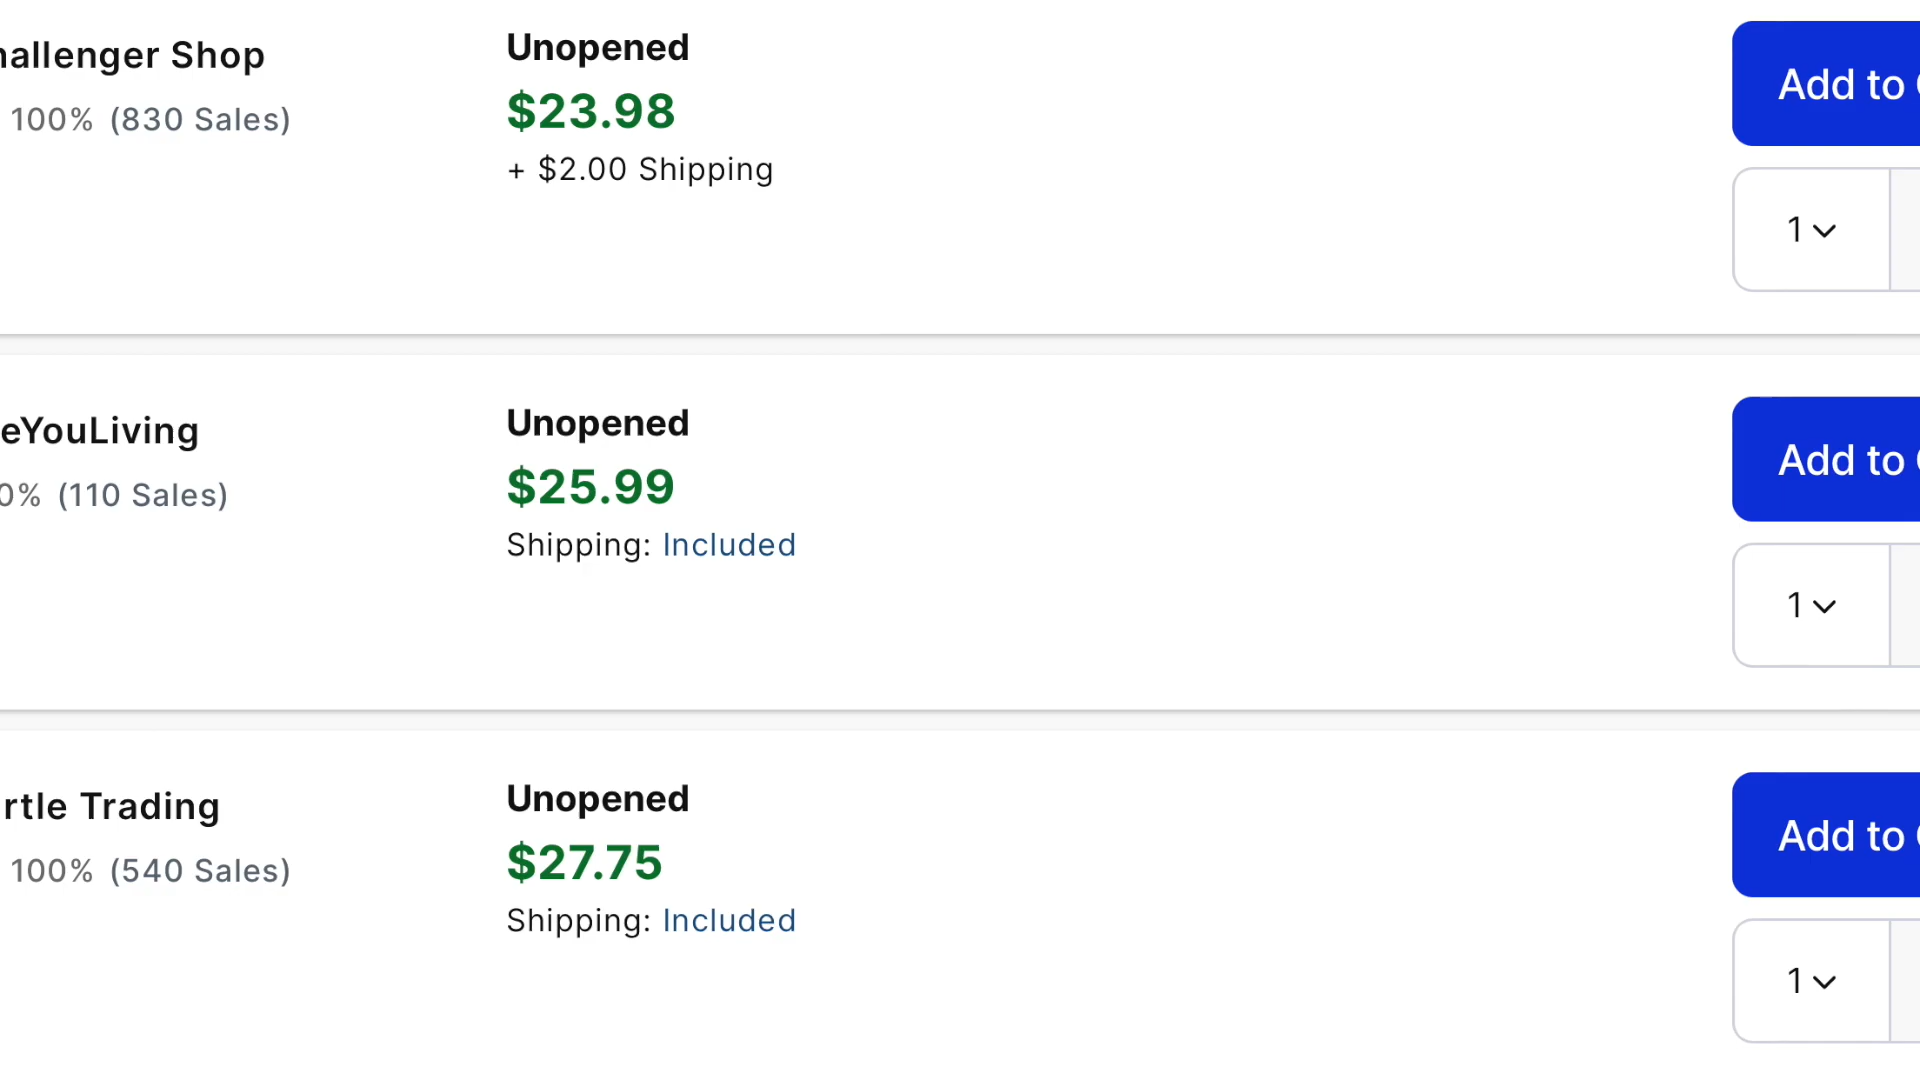 hallenger Shop
100% (830 Sales)
Unopened
$23.98
+ $2.00 Shipping
Add to
1
eYouLiving
0% (110 Sales)
Unopened
$25.99
Shipping: Included
Add to
1
rtle Trading
100% (540 Sales)
Unopened
$27.75
Shipping: Included
Add to
1